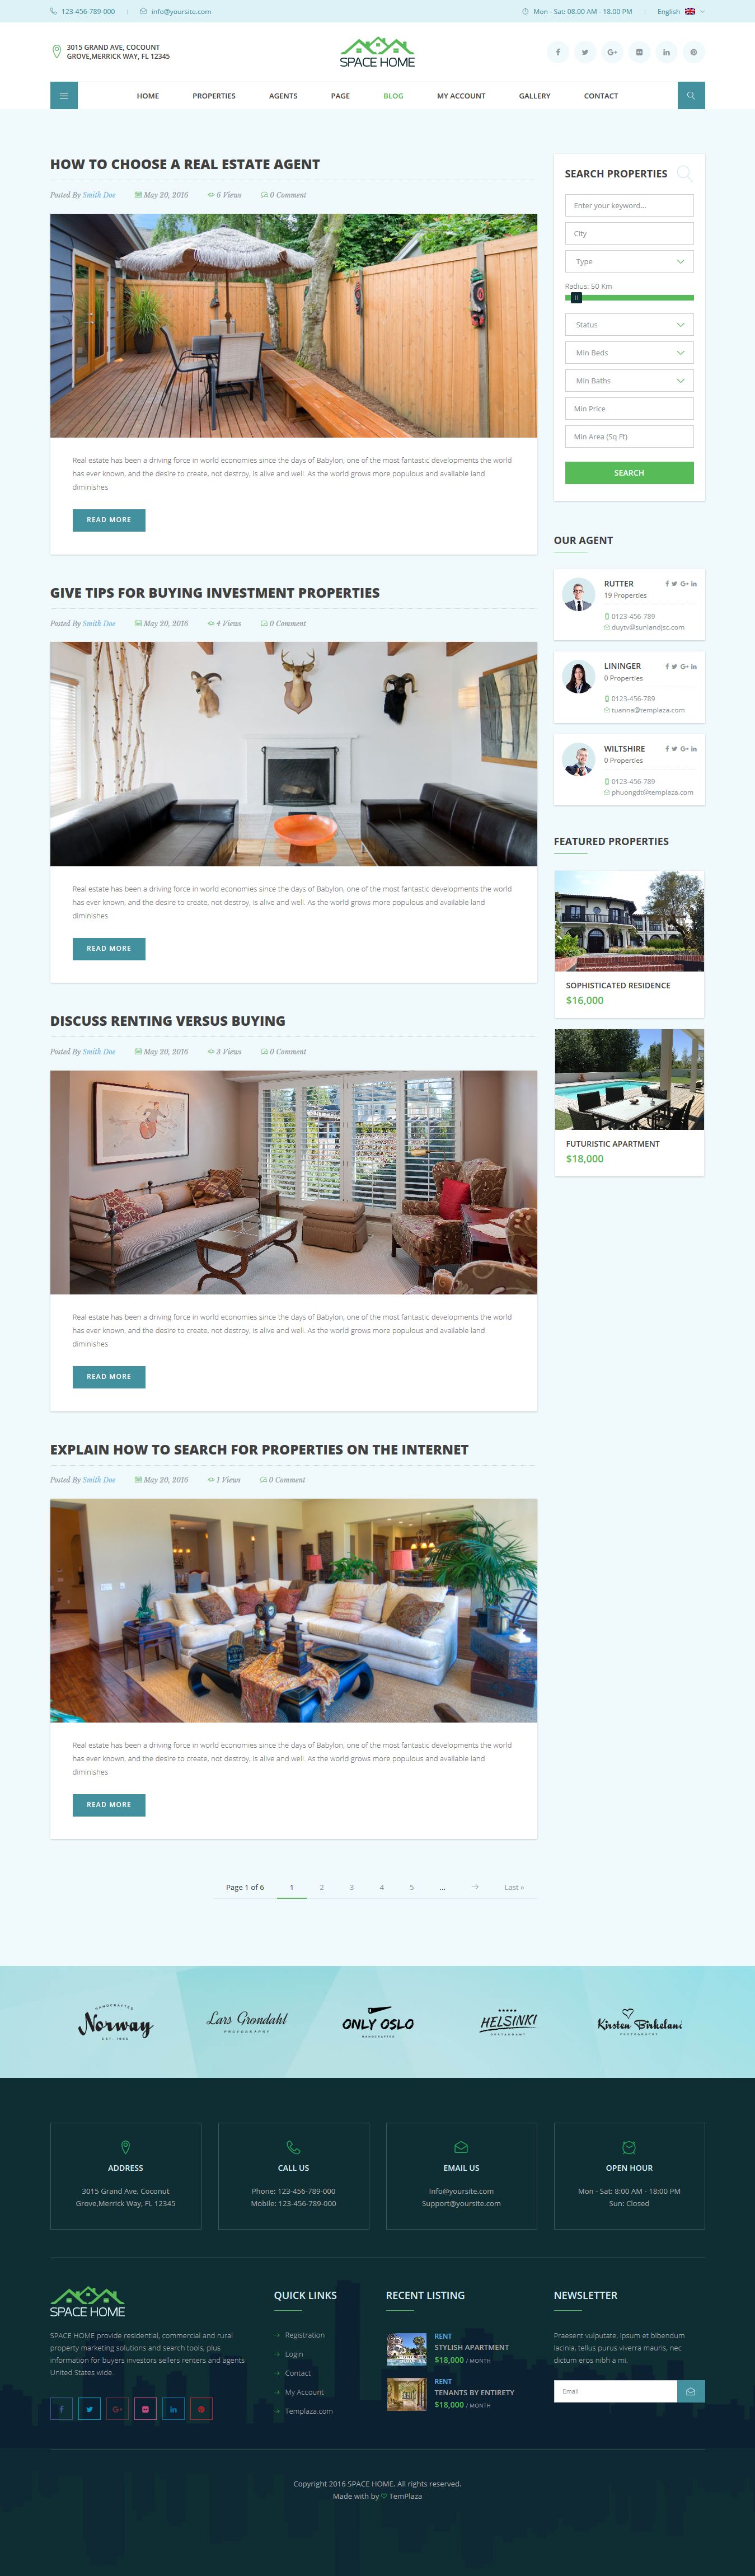 123-456-789-000 | info@yoursite.com
Mon - Sat: 08.00 AM - 18.00 PM | English
3015 GRAND AVE, COCOUNT
GROVE,MERRICK WAY, FL 12345
SPACE HOME
HOME PROPERTIES AGENTS PAGE BLOG MY ACCOUNT GALLERY CONTACT
HOW TO CHOOSE A REAL ESTATE AGENT
Posted By Smith Doe May 20, 2016 6 Views 0 Comment
Real estate has been a driving force in world economies since the days of Babylon, one of the most fantastic developments the world
has ever known, and the desire to create, not destroy, is alive and well. As the world grows more populous and available land
diminishes
READ MORE
GIVE TIPS FOR BUYING INVESTMENT PROPERTIES
Posted By Smith Doe May 20, 2016 4 Views 0 Comment
Real estate has been a driving force in world economies since the days of Babylon, one of the most fantastic developments the world
has ever known, and the desire to create, not destroy, is alive and well. As the world grows more populous and available land
diminishes
READ MORE
DISCUSS RENTING VERSUS BUYING
Posted By Smith Doe May 20, 2016 3 Views 0 Comment
Real estate has been a driving force in world economies since the days of Babylon, one of the most fantastic developments the world
has ever known, and the desire to create, not destroy, is alive and well. As the world grows more populous and available land
diminishes
READ MORE
EXPLAIN HOW TO SEARCH FOR PROPERTIES ON THE INTERNET
Posted By Smith Doe May 20, 2016 1 Views 0 Comment
Real estate has been a driving force in world economies since the days of Babylon, one of the most fantastic developments the world
has ever known, and the desire to create, not destroy, is alive and well. As the world grows more populous and available land
diminishes
READ MORE
Page 1 of 6 1 2 3 4 5 ... → Last »
SEARCH PROPERTIES
Enter your keyword...
City
Type
Radius: 50 Km
Status
Min Beds
Min Baths
Min Price
Min Area (Sq Ft)
SEARCH
OUR AGENT
RUTTER
19 Properties
0123-456-789
duytv@sunlandjsc.com
LININGER
0 Properties
0123-456-789
tuanna@templaza.com
WILTSHIRE
0 Properties
0123-456-789
phuongdt@templaza.com
FEATURED PROPERTIES
SOPHISTICATED RESIDENCE
$16,000
FUTURISTIC APARTMENT
$18,000
HANDCRAFTED
Norway
Lars Grondahl
PHOTOGRAPHY
ONLY OSLO
HANDCRAFTED
HELSINKI
RESTAURANT
Kirsten Birkeland
PHOTOGRAPHY
ADDRESS
3015 Grand Ave, Coconut
Grove,Merrick Way, FL 12345
CALL US
Phone: 123-456-789-000
Mobile: 123-456-789-000
EMAIL US
Info@yoursite.com
Support@yoursite.com
OPEN HOUR
Mon - Sat: 8:00 AM - 18:00 PM
Sun: Closed
SPACE HOME
SPACE HOME provide residential, commercial and rural
property marketing solutions and search tools, plus
information for buyers investors sellers renters and agents
United States wide.
QUICK LINKS
Registration
Login
Contact
My Account
Templaza.com
RECENT LISTING
RENT
STYLISH APARTMENT
$18,000 / MONTH
RENT
TENANTS BY ENTIRETY
$18,000 / MONTH
NEWSLETTER
Praesent vulputate, ipsum et bibendum
lacinia, tellus purus viverra mauris, nec
dictum eros nibh a mi.
Email
Copyright 2016 SPACE HOME. All rights reserved.
Made with by ♡ TemPlaza